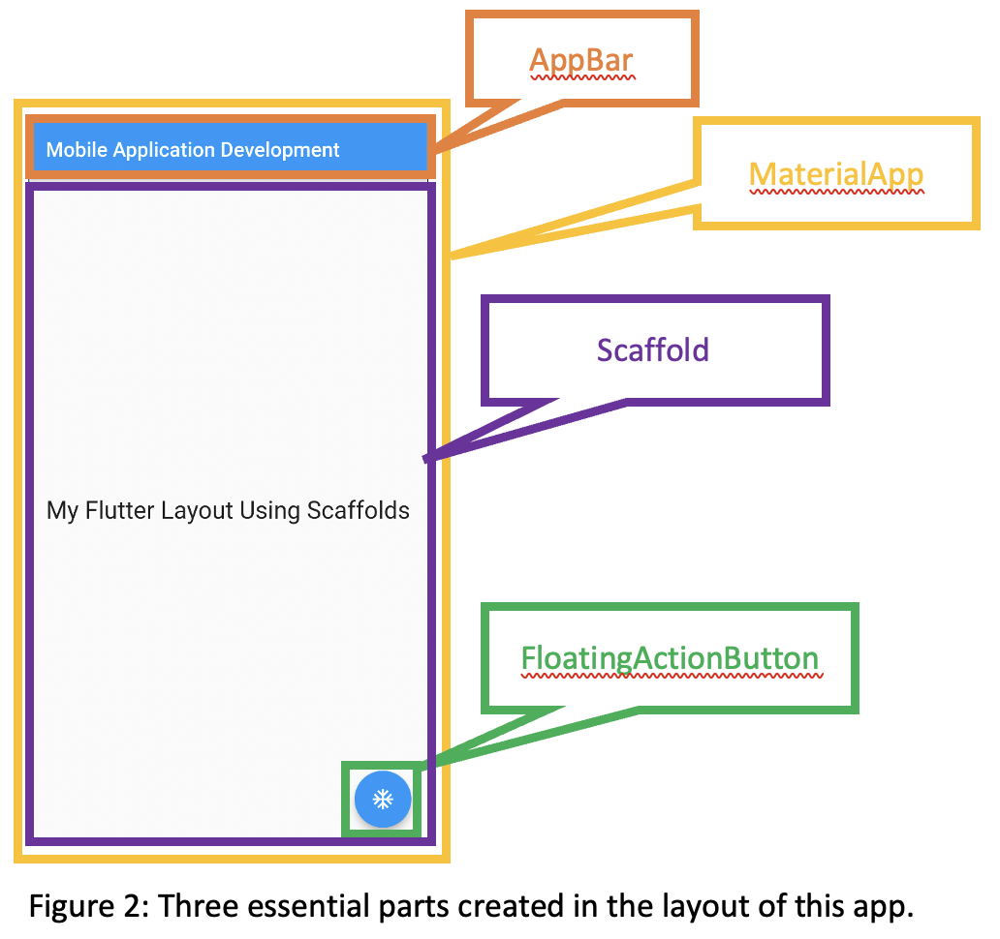 AppBar
Mobile Application Development
MaterialApp
Scaffold
My Flutter Layout Using Scaffolds
FloatingActionButton
Figure 2: Three essential parts created in the layout of this app.